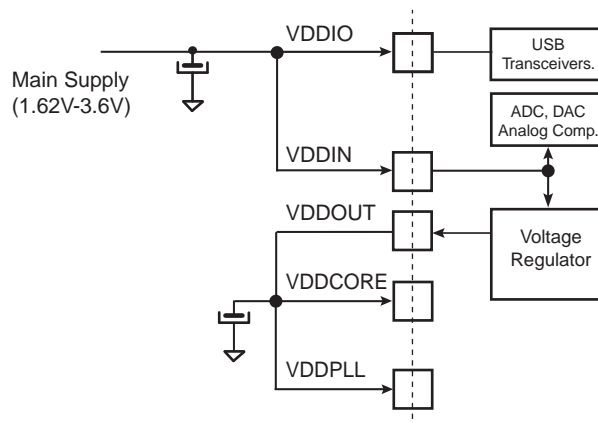 VDDIO
USB
Transceivers.
Main Supply
(1.62V-3.6V)
ADC, DAC
Analog Comp.
VDDIN
VDDOUT
Voltage
Regulator
VDDCORE
VDDPLL